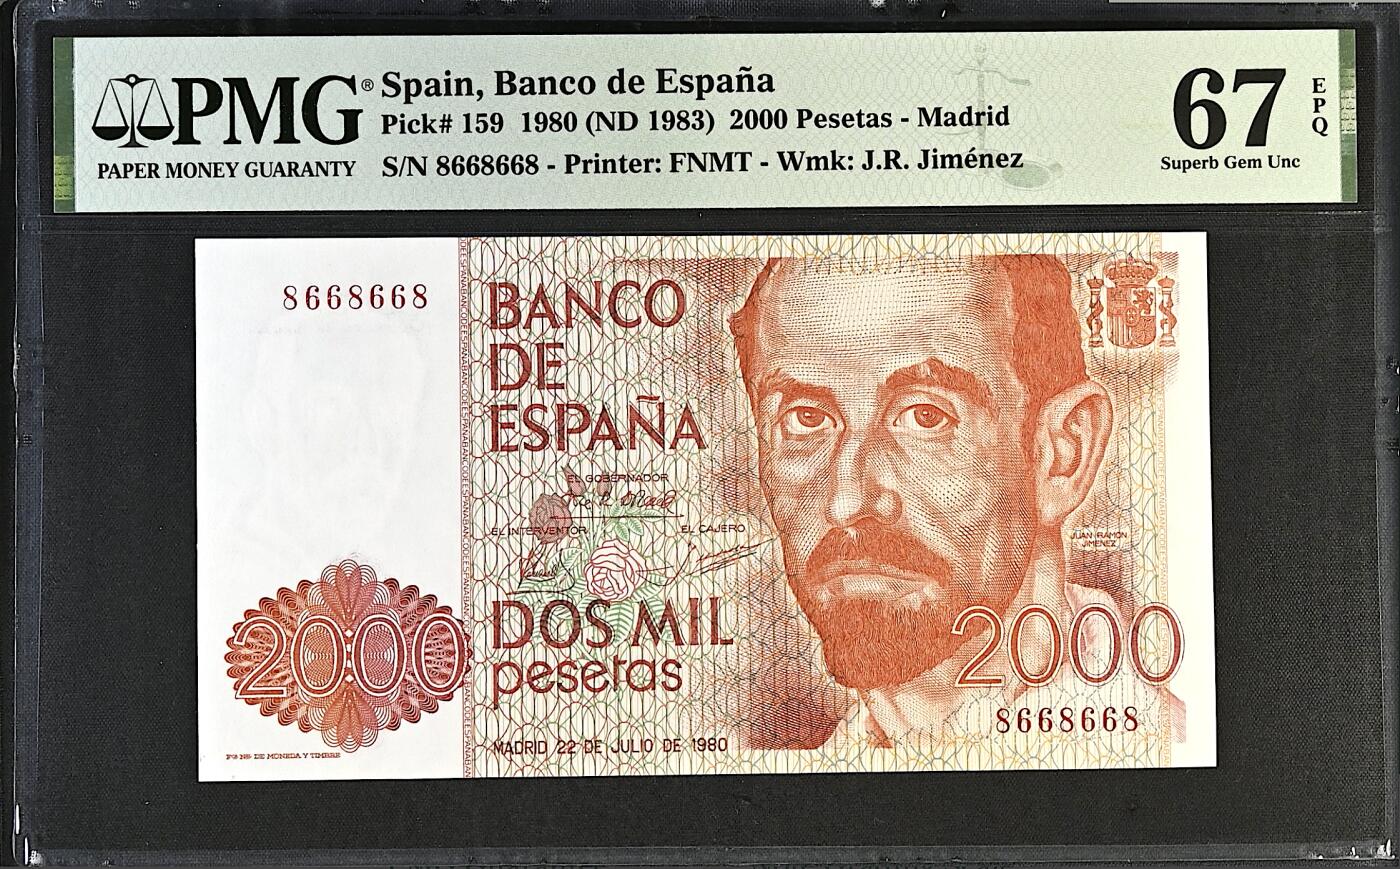 PMG®
PAPER MONEY GUARANTY
Spain, Banco de España
Pick# 159 1980 (ND 1983) 2000 Pesetas - Madrid
S/N 8668668 - Printer: FNMT - Wmk: J.R. Jiménez
67
EPQ
Superb Gem Unc
8668668
BANCO
DE
ESPAÑA
EL GOBERNADOR
EL INTERVENTOR
EL CAJERO
JUAN RAMON
JIMENEZ
DOS MIL
pesetas
2000
2000
8668668
MADRID 22 DE JULIO DE 1980
DE MONEDA Y TIMBRE